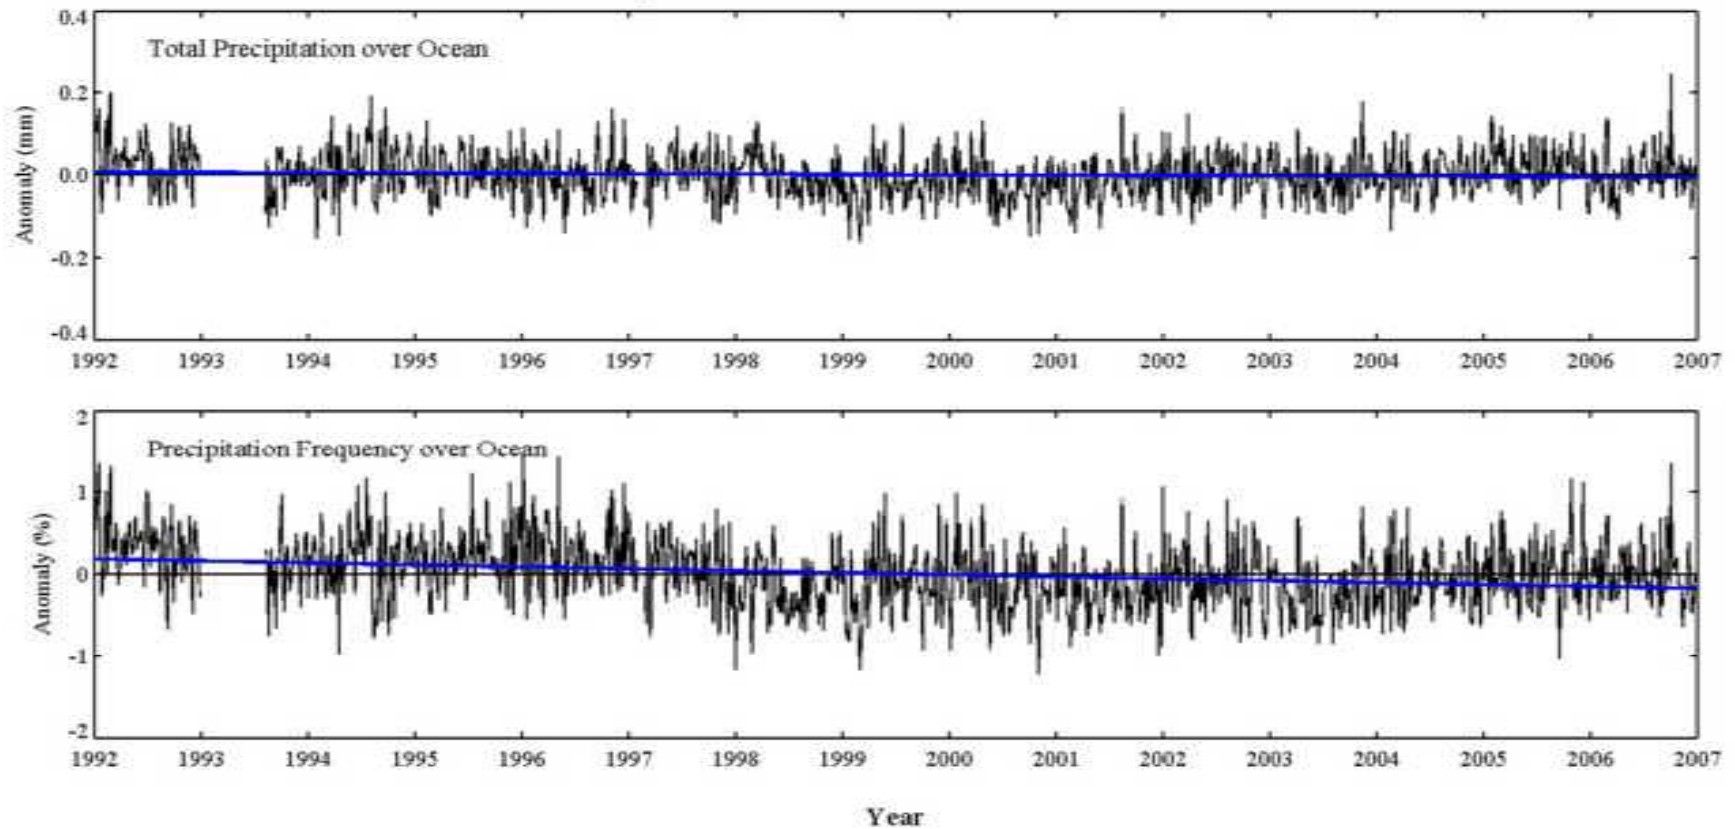 0.4
Total Precipitation over Ocean
0.2
Anomaly (mm)
0.0
-0.2
-0.4
1992 1993 1994 1995 1996 1997 1998 1999 2000 2001 2002 2003 2004 2005 2006 2007
2
Precipitation Frequency over Ocean
1
Anomaly (%)
0
-1
-2
1992 1993 1994 1995 1996 1997 1998 1999 2000 2001 2002 2003 2004 2005 2006 2007
Year